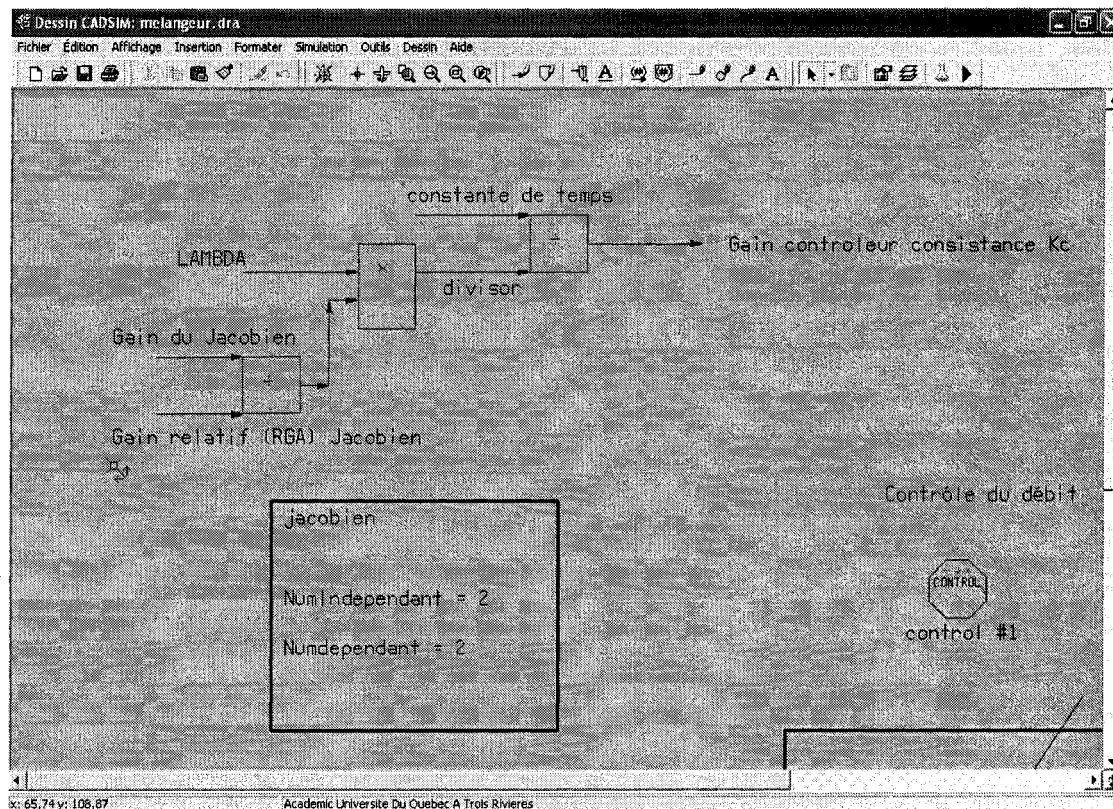 Dessin CADSIM: melangeur.dra
Fichier Édition Affichage Insertion Formater Simulation Outils Dessin Aide
constante de temps
÷
Gain controleur consistance Kc
LAMBDA
×
divisor
Gain du Jacobien
÷
Gain relatif (RGA) Jacobien
Contrôle du débit
jacobien
CONTROL
NumIndependant = 2
control #1
Numdependant = 2
x: 65.74 y: 108.87 Academic Universite Du Quebec A Trois Rivieres